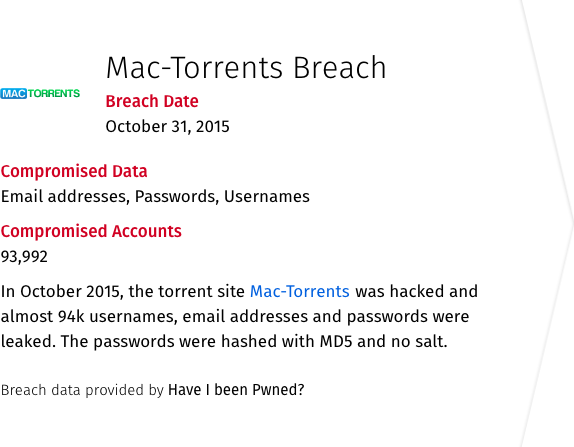 Mac-Torrents Breach
Breach Date
MAC TORRENTS
October 31, 2015
Compromised Data
Email addresses, Passwords, Usernames
Compromised Accounts
93,992
In October 2015, the torrent site Mac-Torrents was hacked and
almost 94k usernames, email addresses and passwords were
leaked. The passwords were hashed with MD5 and no salt.
Breach data provided by Have I been Pwned?